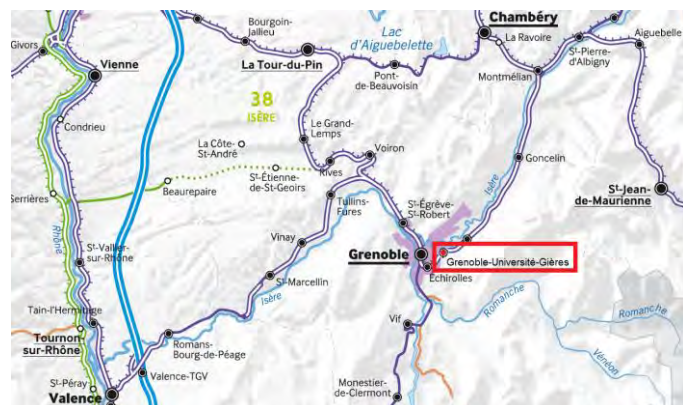 Bourgoin-
Jallieu
Lac
d'Aiguebelette
Chambéry
La Ravoire
St-Pierre-
d'Albigny
Aiguebelle
Givors
Vienne
La Tour-du-Pin
Pont-
de-Beauvoisin
Montmélian
38
ISÈRE
Condrieu
Le Grand-
Lemps
La Côte-
St-André
Voiron
Rives
St-Étienne-
de-St-Geoirs
Beaurepaire
Goncelin
Isère
St-Jean-
de-Maurienne
Serrières
Rhône
Tullins-
Fures
St-Égrève-
St-Robert
St-Vallier-
sur-Rhône
Vinay
Grenoble
Grenoble-Université-Gières
Échirolles
St-Marcellin
Isère
Tain-l'Hermitage
Tournon-
sur-Rhône
Romans-
Bourg-de-Péage
Vif
Romanche
Romanche
Vénéon
St-Péray
Valence
Valence-TGV
Monestier-
de-Clermont